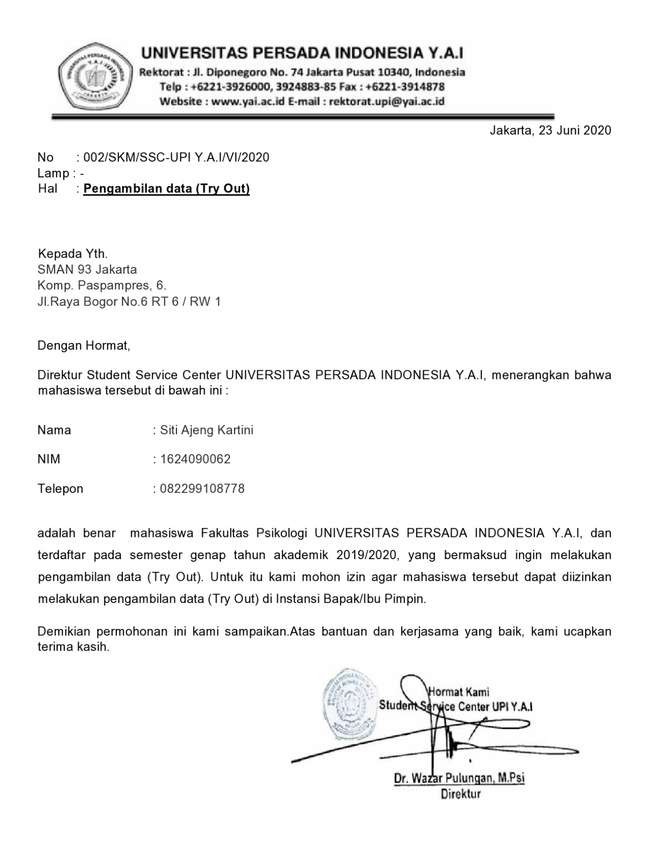 UNIVERSITAS PERSADA INDONESIA Y.A.I
Rektorat : Jl. Diponegoro No. 74 Jakarta Pusat 10340, Indonesia
Telp : +6221-3926000, 3924883-85 Fax : +6221-3914878
Website : www.yai.ac.id E-mail : rektorat.upi@yai.ac.id
Jakarta, 23 Juni 2020
No : 002/SKM/SSC-UPI Y.A.I/VI/2020
Lamp : -
Hal : Pengambilan data (Try Out)
Kepada Yth.
SMAN 93 Jakarta
Komp. Paspampres, 6.
Jl.Raya Bogor No.6 RT 6 / RW 1
Dengan Hormat,
Direktur Student Service Center UNIVERSITAS PERSADA INDONESIA Y.A.I, menerangkan bahwa
mahasiswa tersebut di bawah ini :
Nama : Siti Ajeng Kartini
NIM : 1624090062
Telepon : 082299108778
adalah benar mahasiswa Fakultas Psikologi UNIVERSITAS PERSADA INDONESIA Y.A.I, dan
terdaftar pada semester genap tahun akademik 2019/2020, yang bermaksud ingin melakukan
pengambilan data (Try Out). Untuk itu kami mohon izin agar mahasiswa tersebut dapat diizinkan
melakukan pengambilan data (Try Out) di Instansi Bapak/Ibu Pimpin.
Demikian permohonan ini kami sampaikan.Atas bantuan dan kerjasama yang baik, kami ucapkan
terima kasih.
Hormat Kami
Student Service Center UPI Y.A.I
Dr. Wazar Pulungan, M.Psi
Direktur